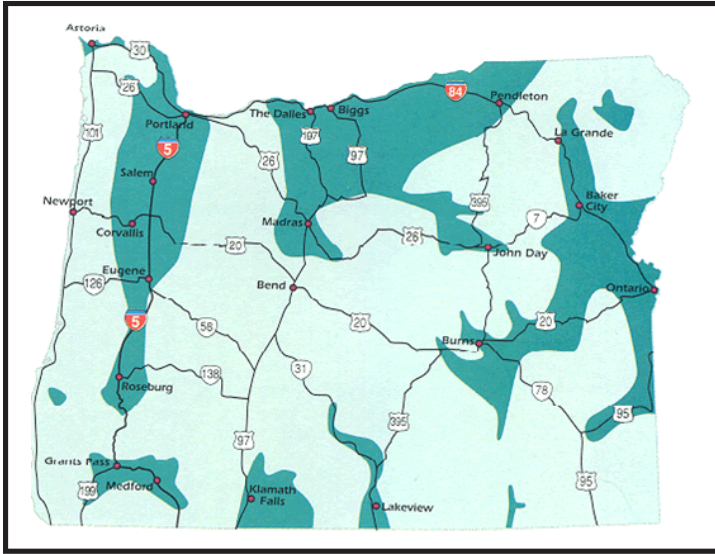 Astoria
30
26
84
Pendleton
The Dalles
Biggs
Portland
101
197
La Grande
5
97
26
Salem
395
Baker
City
Newport
7
Madras
Corvallis
26
20
John Day
Eugene
126
Bend
Ontario
5
20
20
58
Burns
31
138
78
Roseburg
395
95
97
Grants Pass
Medford
199
Klamath
Falls
95
Lakeview